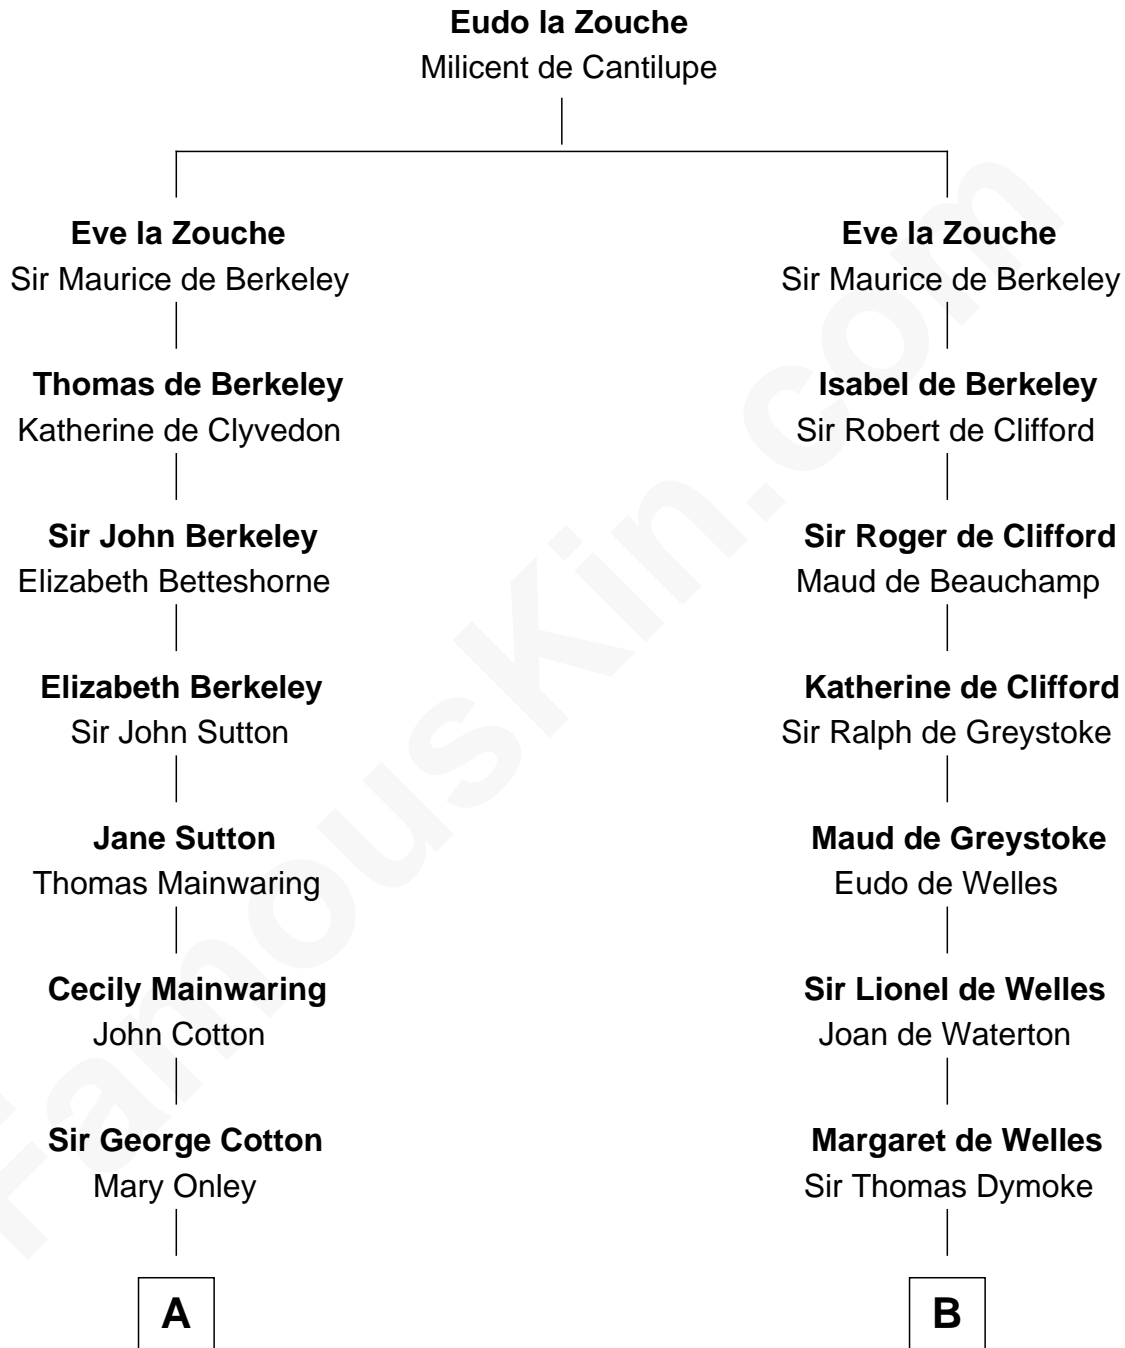 Eudo la Zouche
Milicent de Cantilupe
Eve la Zouche
Sir Maurice de Berkeley
Thomas de Berkeley
Katherine de Clyvedon
Sir John Berkeley
Elizabeth Betteshorne
Elizabeth Berkeley
Sir John Sutton
Jane Sutton
Thomas Mainwaring
Cecily Mainwaring
John Cotton
Sir George Cotton
Mary Onley
A
Eve la Zouche
Sir Maurice de Berkeley
Isabel de Berkeley
Sir Robert de Clifford
Sir Roger de Clifford
Maud de Beauchamp
Katherine de Clifford
Sir Ralph de Greystoke
Maud de Greystoke
Eudo de Welles
Sir Lionel de Welles
Joan de Waterton
Margaret de Welles
Sir Thomas Dymoke
B
FamousKin.com